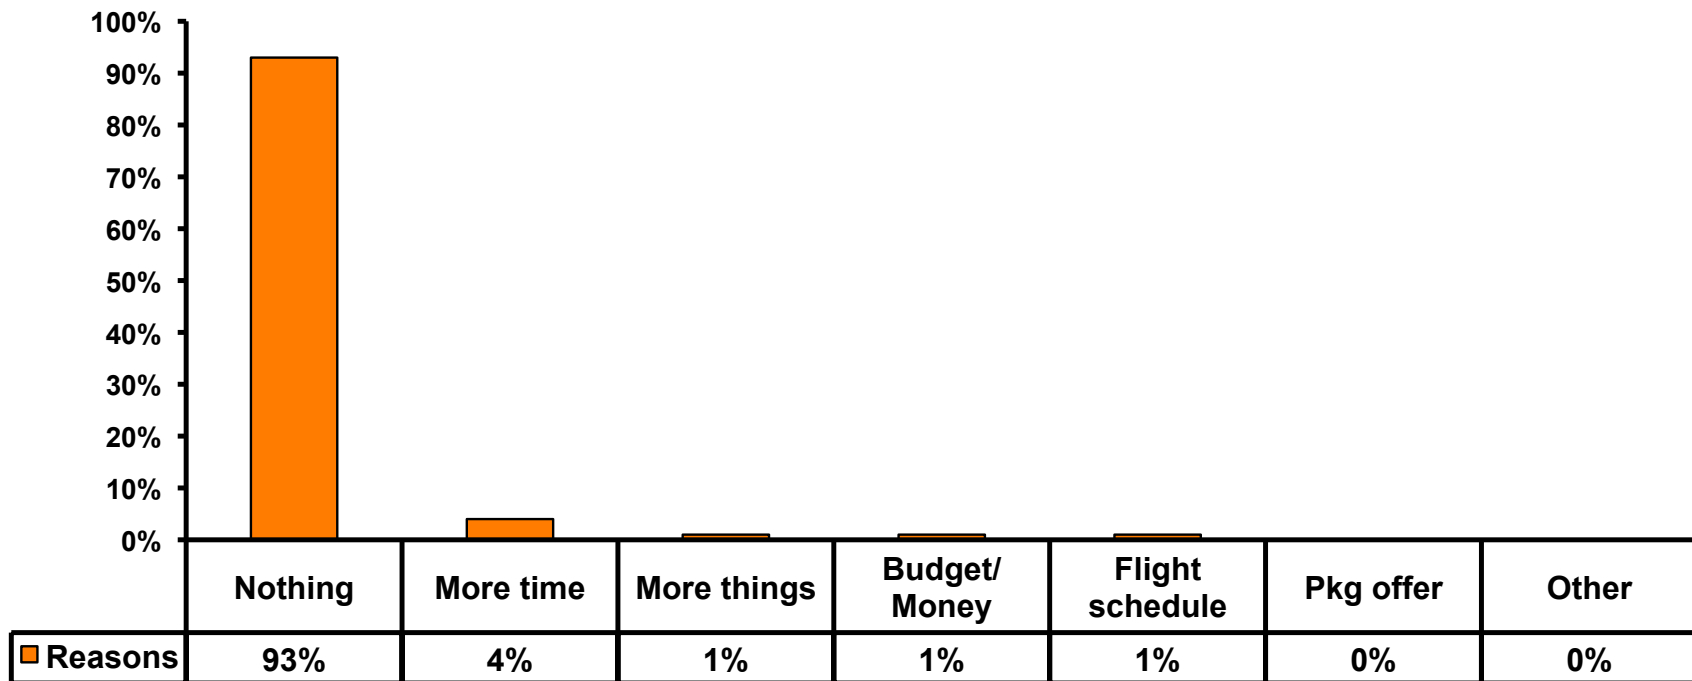 100%
90%
80%
70%
60%
50%
40%
30%
20%
10%
0%
Nothing
More time
More things
Budget/
Money
Flight
schedule
Pkg offer
Other
Reasons 93% 4% 1% 1% 1% 0% 0%